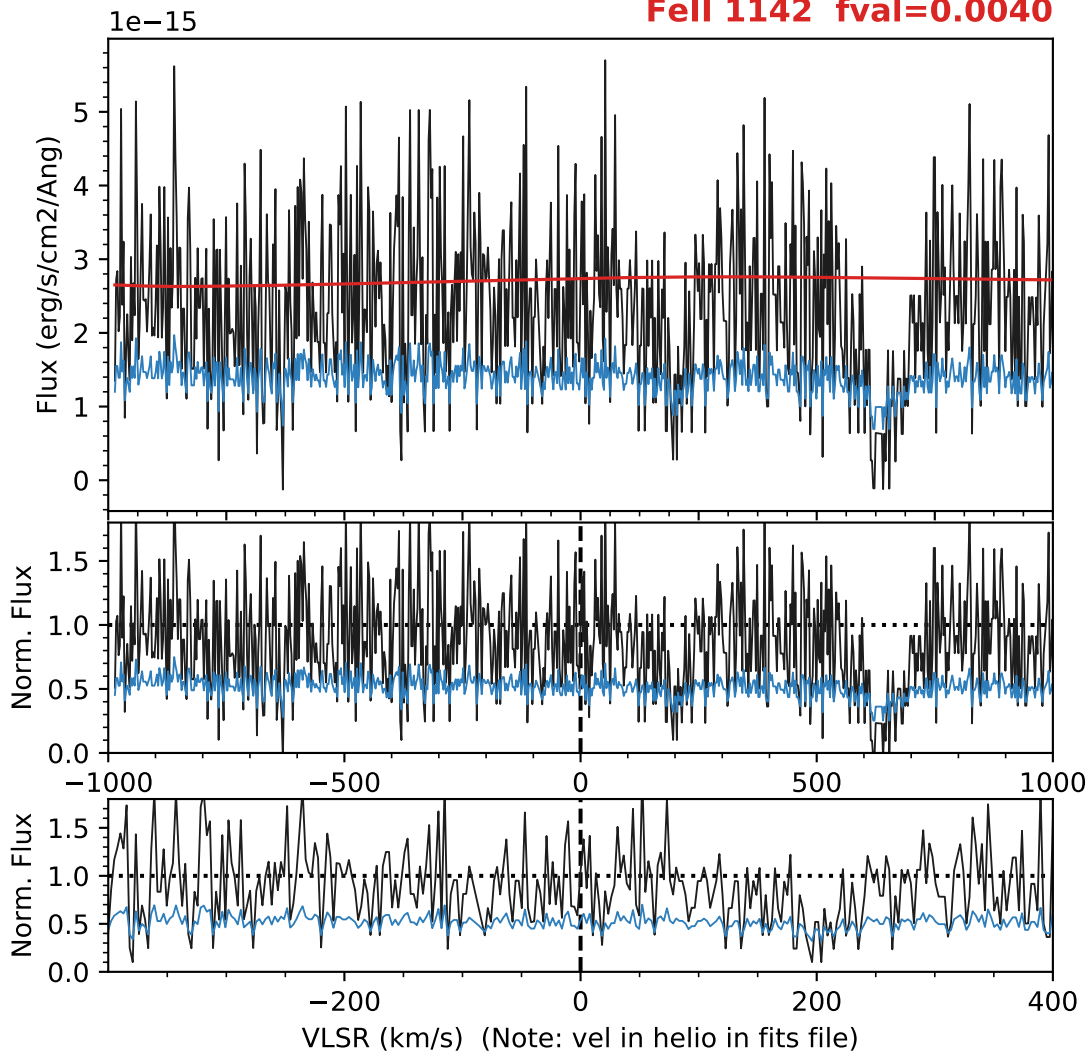 1e−15
FeII 1142  fval=0.0040
Flux (erg/s/cm2/Ang)
5
4
3
2
1
0
Norm. Flux
1.5
1.0
0.5
0.0
−1000 −500 0 500 1000
Norm. Flux
1.5
1.0
0.5
0.0
−200 0 200 400
VLSR (km/s)  (Note: vel in helio in fits file)